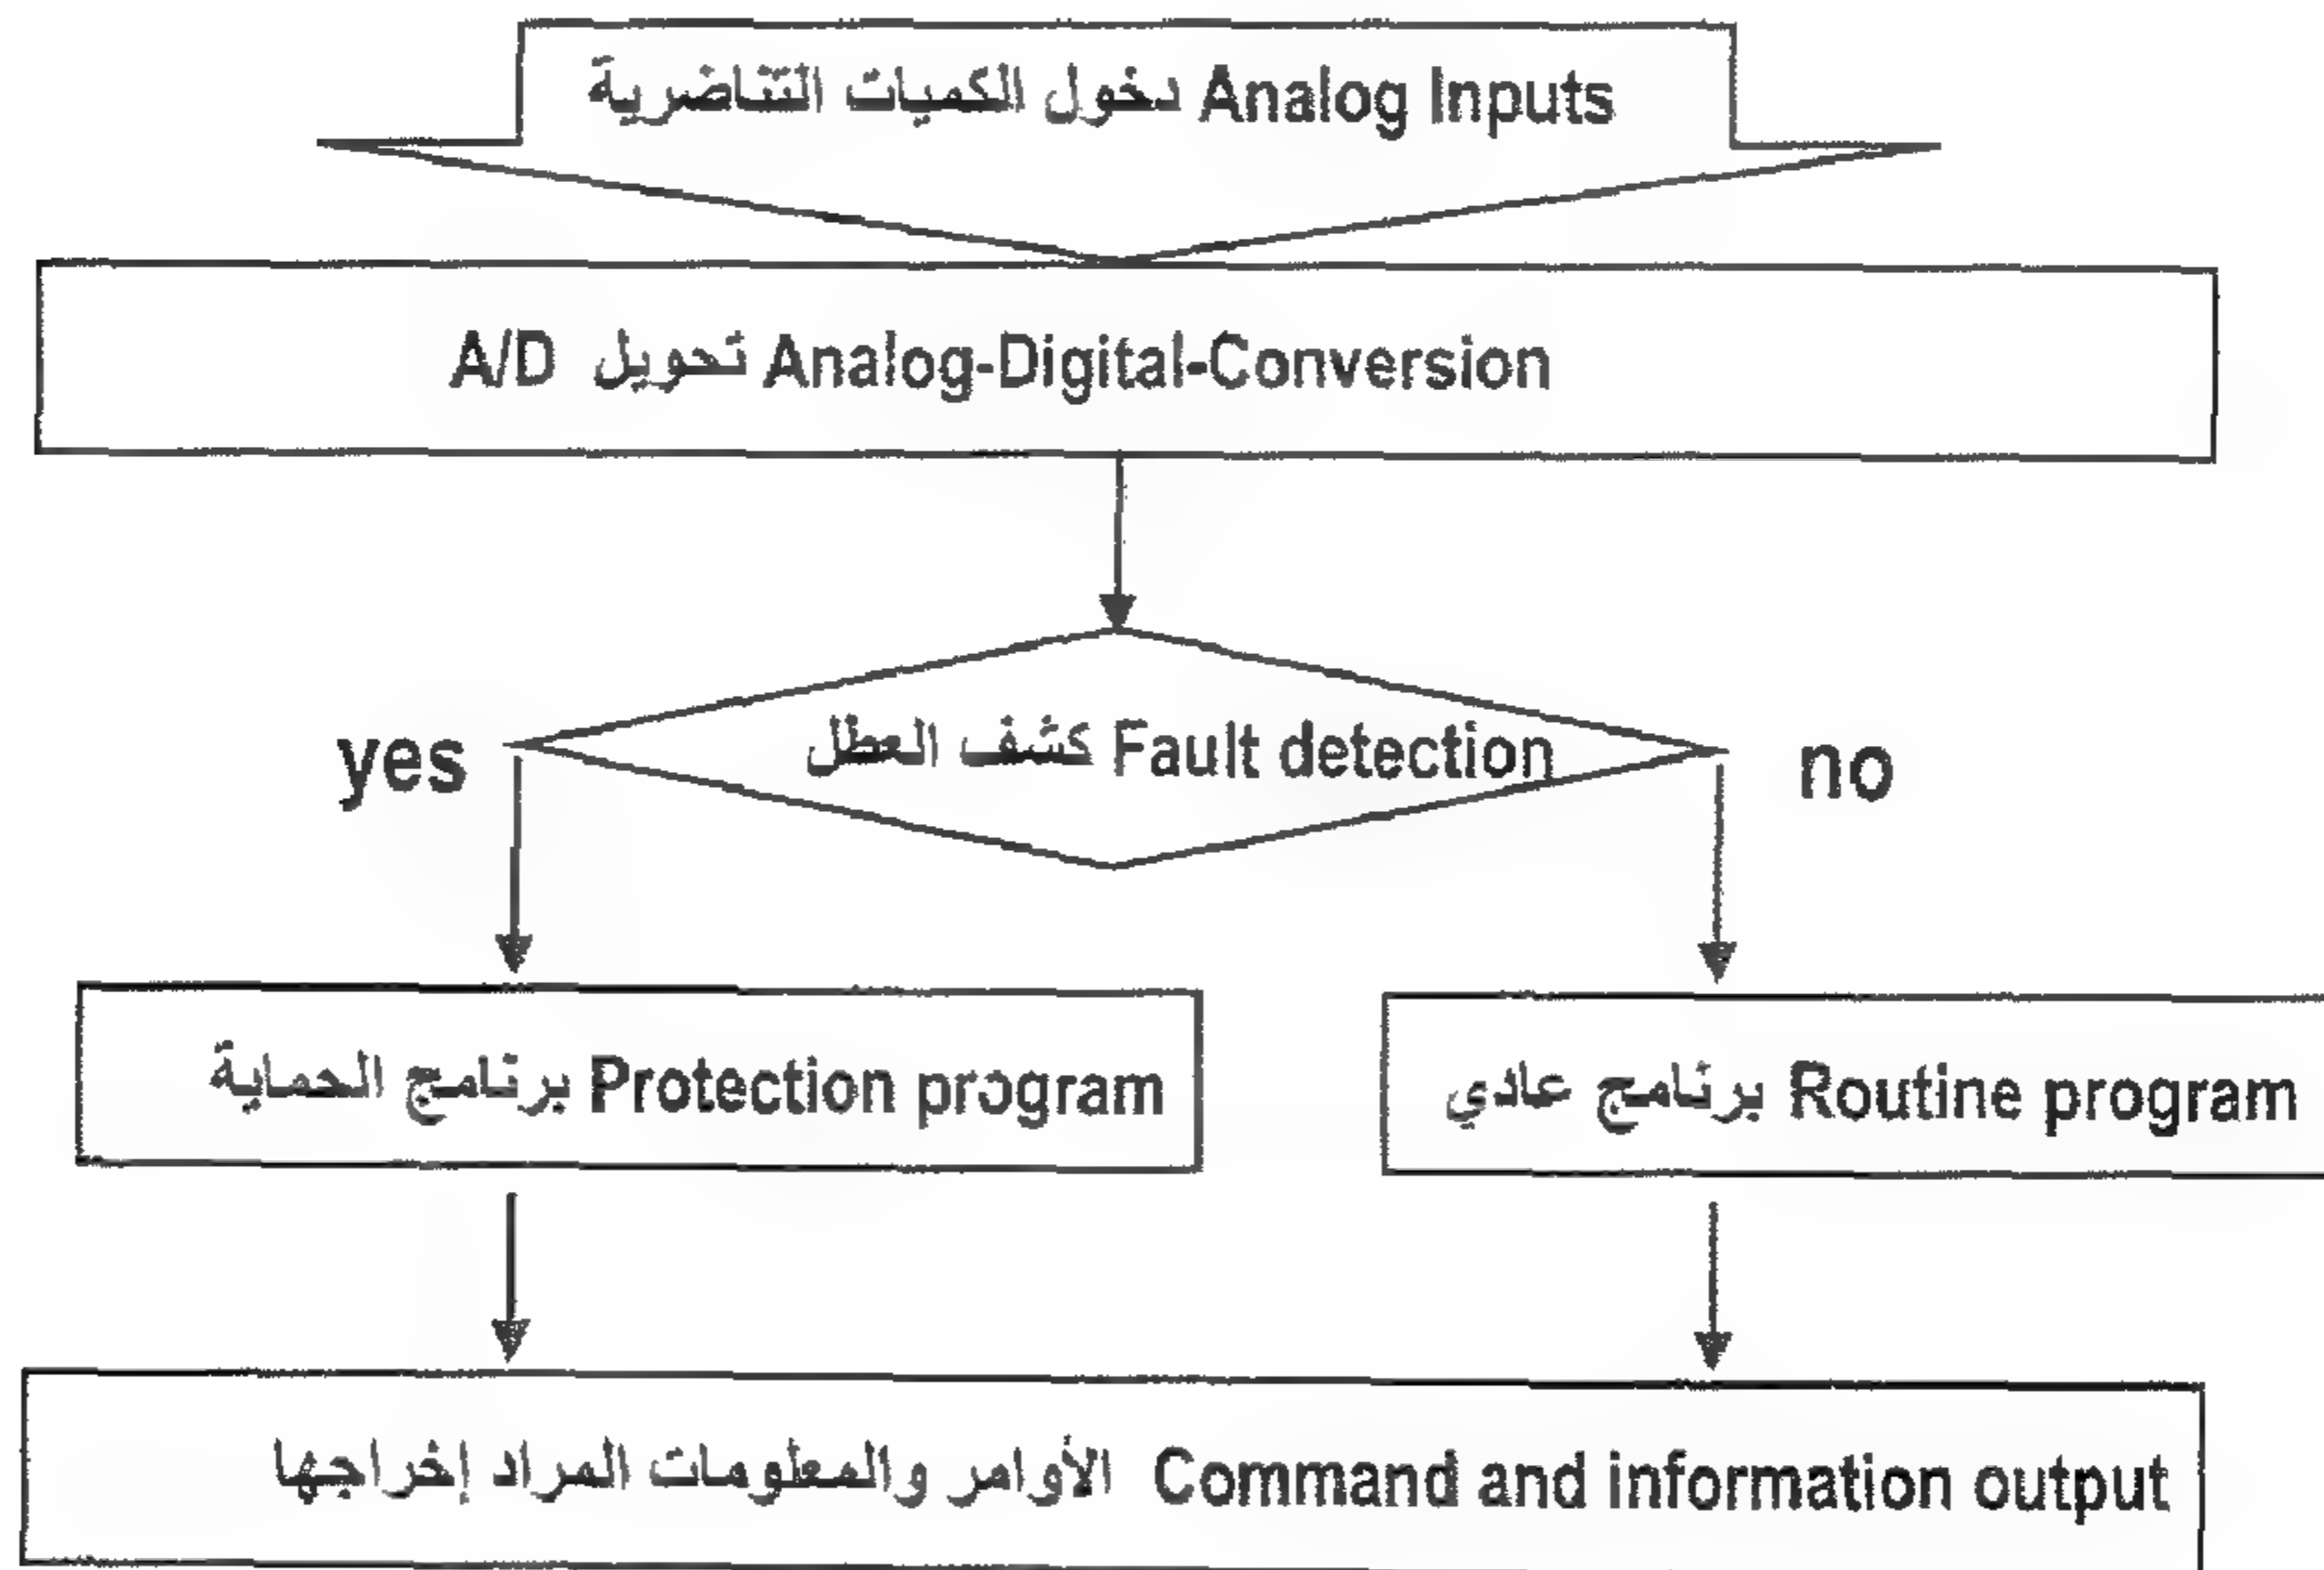 دخول الكميات التناضرية Analog Inputs
A/D تحويل Analog-Digital-Conversion
كشف العطل Fault detection
yes
no
برنامج الحماية Protection program
برنامج عادي Routine program
الأوامر والمعلومات المراد إخراجها Command and information output